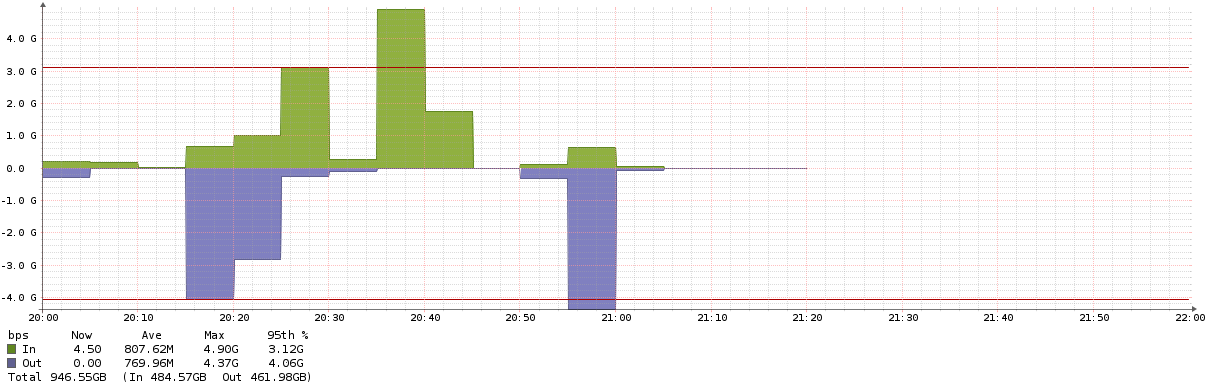 4.0 G
3.0 G
2.0 G
1.0 G
0.0
-1.0 G
-2.0 G
-3.0 G
-4.0 G
20:00 20:10 20:20 20:30 20:40 20:50 21:00 21:10 21:20 21:30 21:40 21:50 22:00
bps Now Ave Max 95th %
In 4.50 807.62M 4.90G 3.12G
Out 0.00 769.96M 4.37G 4.06G
Total 946.55GB (In 484.57GB Out 461.98GB)